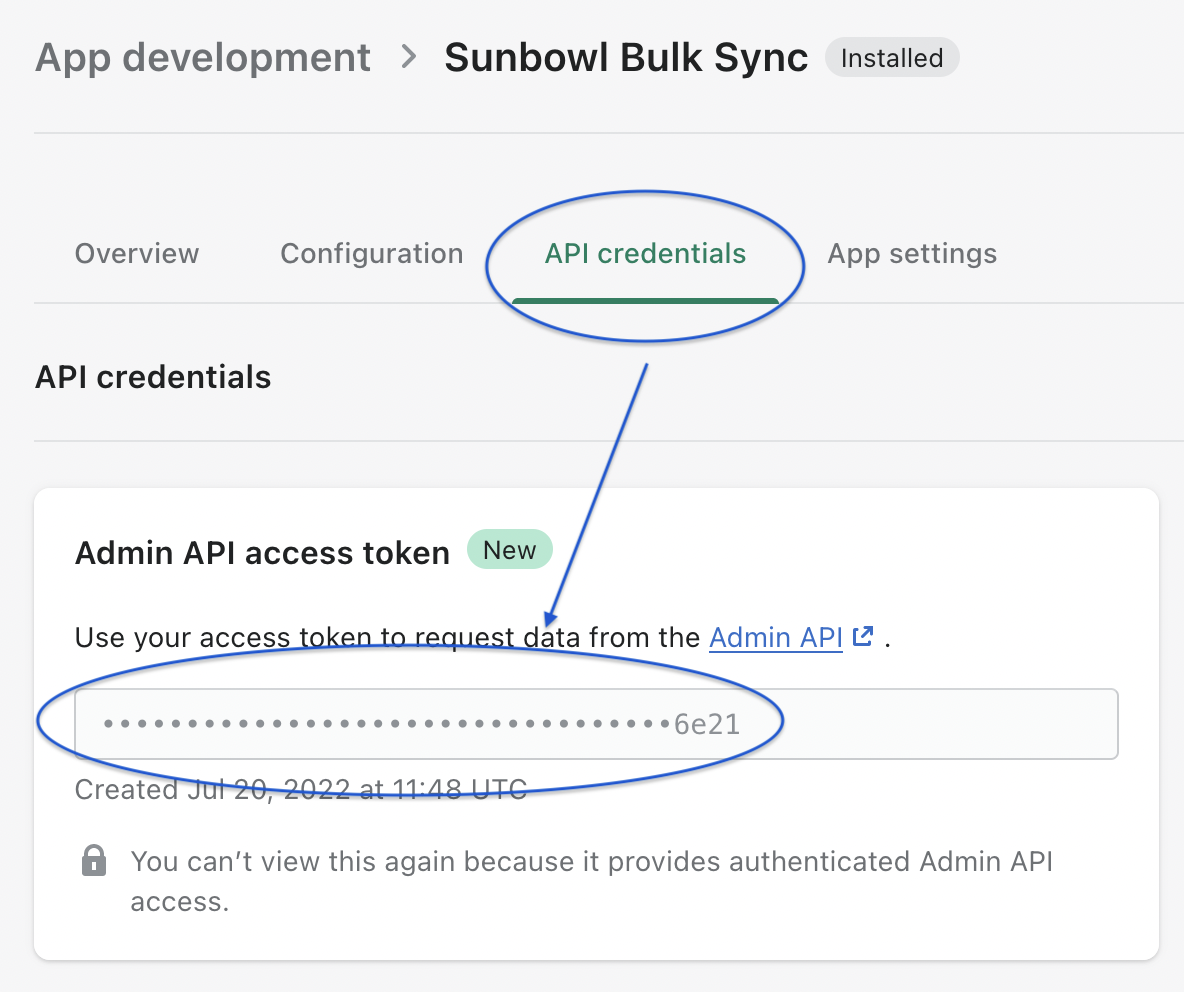 App development > Sunbowl Bulk Sync Installed
Overview Configuration API credentials App settings
API credentials
Admin API access token New
Use your access token to request data from the Admin API .
••••••••••••••••••••••••••••••••••6e21
Created Jul 20, 2022 at 11:48 UTC
You can’t view this again because it provides authenticated Admin API
access.